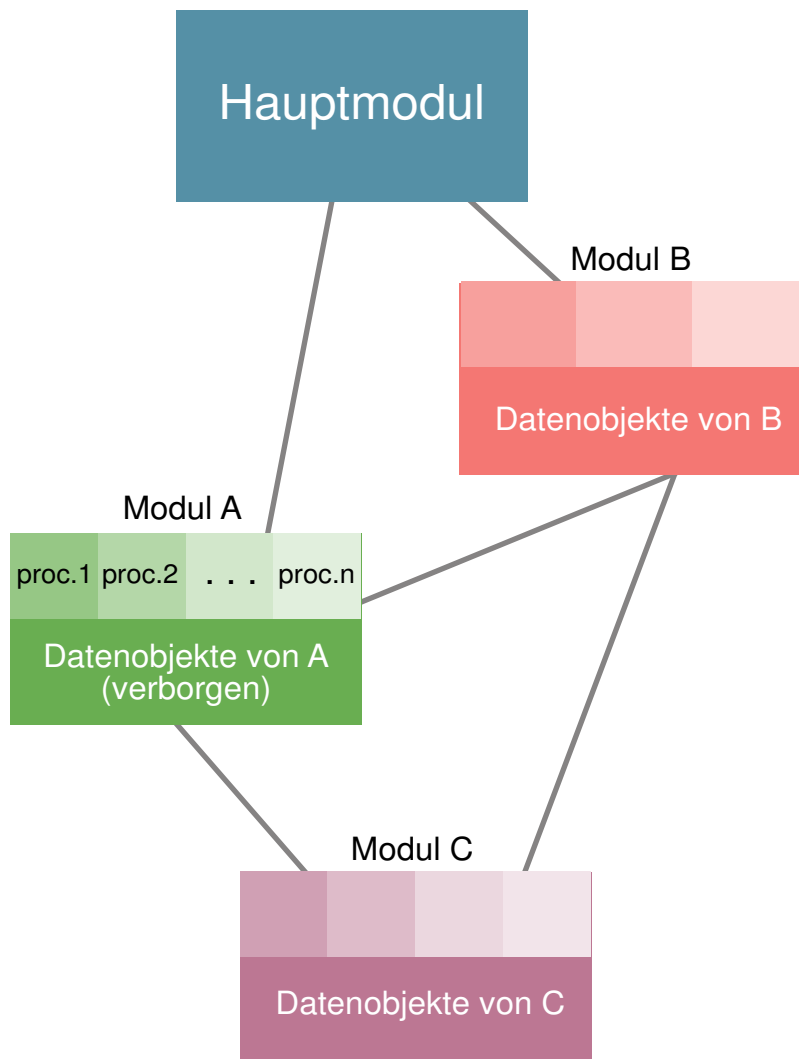 Hauptmodul
Modul B
Datenobjekte von B
Modul A
proc.1 proc.2 . . . proc.n
Datenobjekte von A
(verborgen)
Modul C
Datenobjekte von C